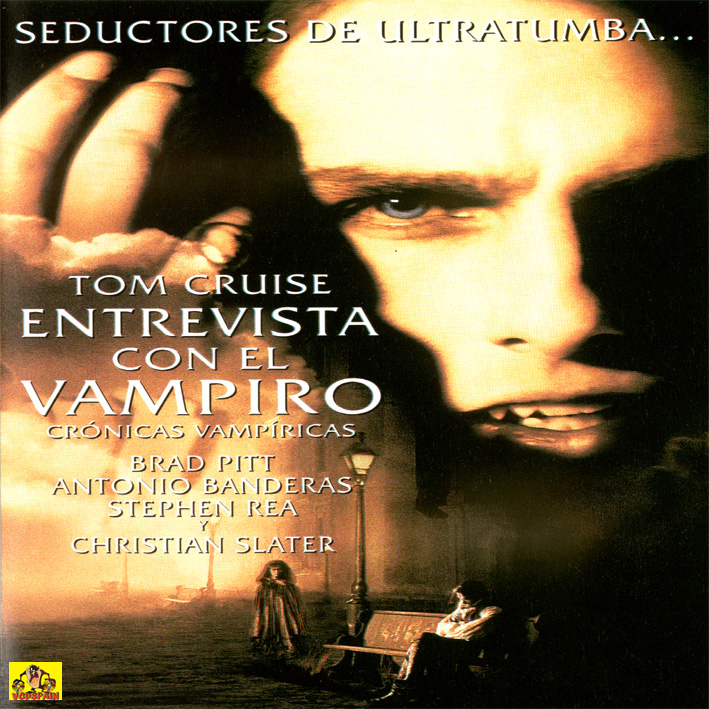 SEDUCTORES DE ULTRATUMBA...
TOM CRUISE
ENTREVISTA
CON EL
VAMPIRO
CRÓNICAS VAMPÍRICAS
BRAD PITT
ANTONIO BANDERAS
STEPHEN REA
Y
CHRISTIAN SLATER
VCDSPAIN